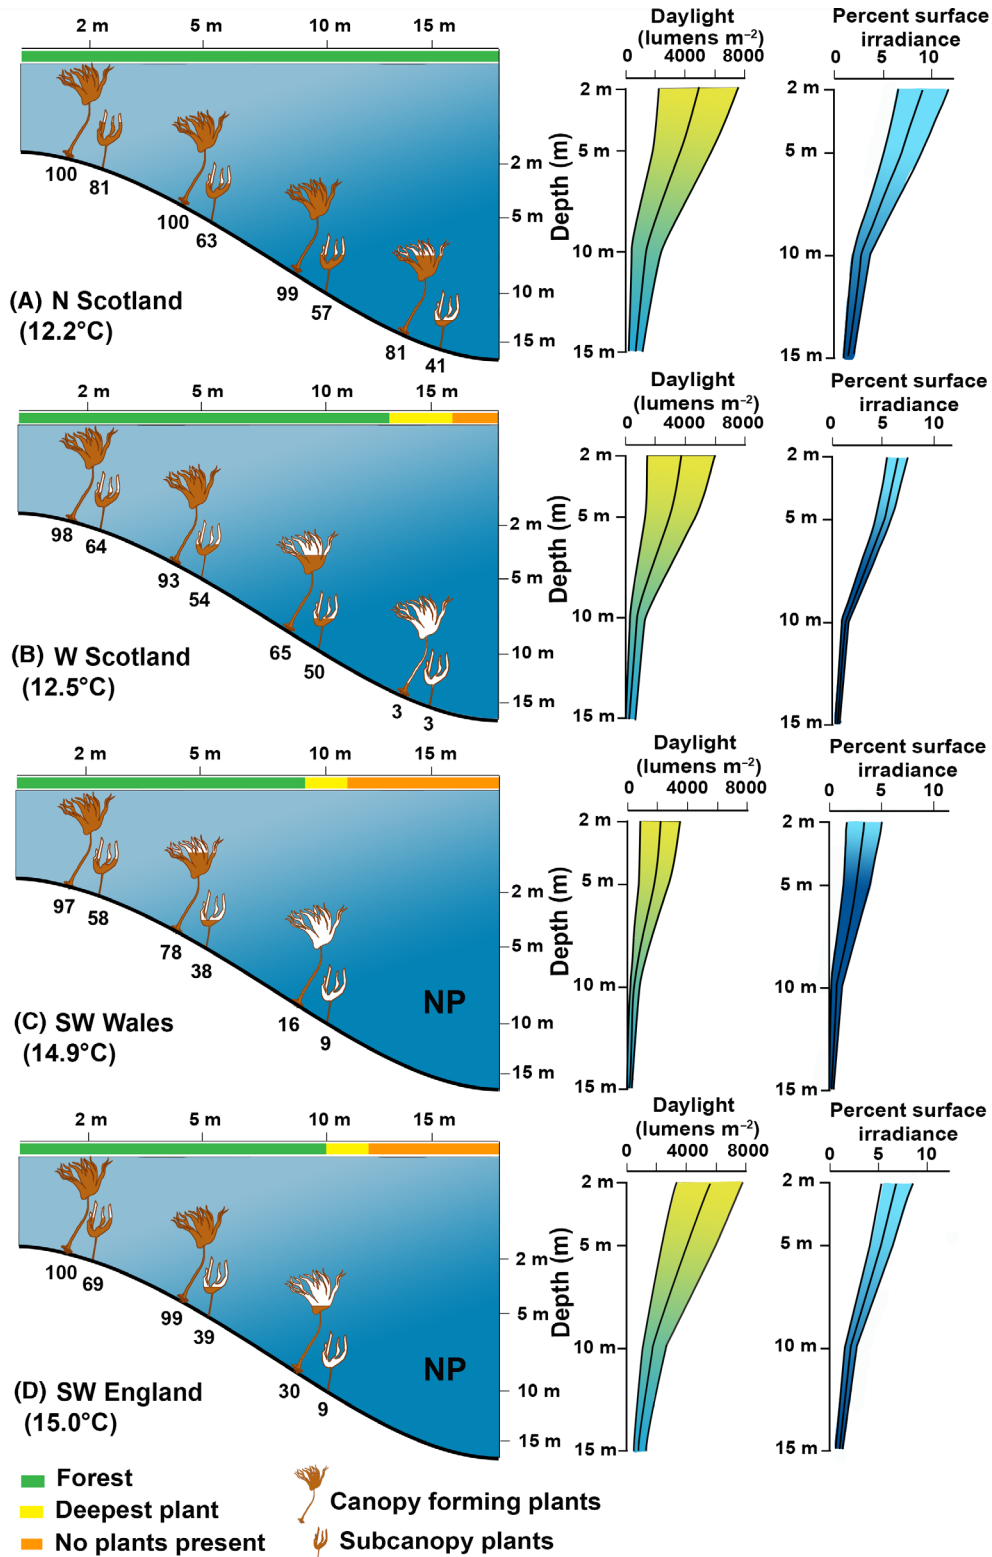 2 m 5 m 10 m 15 m
100 81
100 63
99 57
81 41
2 m
5 m
10 m
15 m
(A) N Scotland
(12.2°C)
Daylight
(lumens m⁻²)
0 4000 8000
Depth (m)
2 m
5 m
10 m
15 m
Percent surface
irradiance
0 5 10
2 m
5 m
10 m
15 m
2 m 5 m 10 m 15 m
98 64
93 54
65 50
3 3
2 m
5 m
10 m
15 m
(B) W Scotland
(12.5°C)
Daylight
(lumens m⁻²)
0 4000 8000
Depth (m)
2 m
5 m
10 m
15 m
Percent surface
irradiance
0 5 10
2 m
5 m
10 m
15 m
2 m 5 m 10 m 15 m
97 58
78 38
16 9
NP
2 m
5 m
10 m
15 m
(C) SW Wales
(14.9°C)
Daylight
(lumens m⁻²)
0 4000 8000
Depth (m)
2 m
5 m
10 m
15 m
Percent surface
irradiance
0 5 10
2 m
5 m
10 m
15 m
2 m 5 m 10 m 15 m
100 69
99 39
30 9
NP
2 m
5 m
10 m
15 m
(D) SW England
(15.0°C)
Daylight
(lumens m⁻²)
0 4000 8000
Depth (m)
2 m
5 m
10 m
15 m
Percent surface
irradiance
0 5 10
2 m
5 m
10 m
15 m
Forest
Deepest plant
No plants present
Canopy forming plants
Subcanopy plants